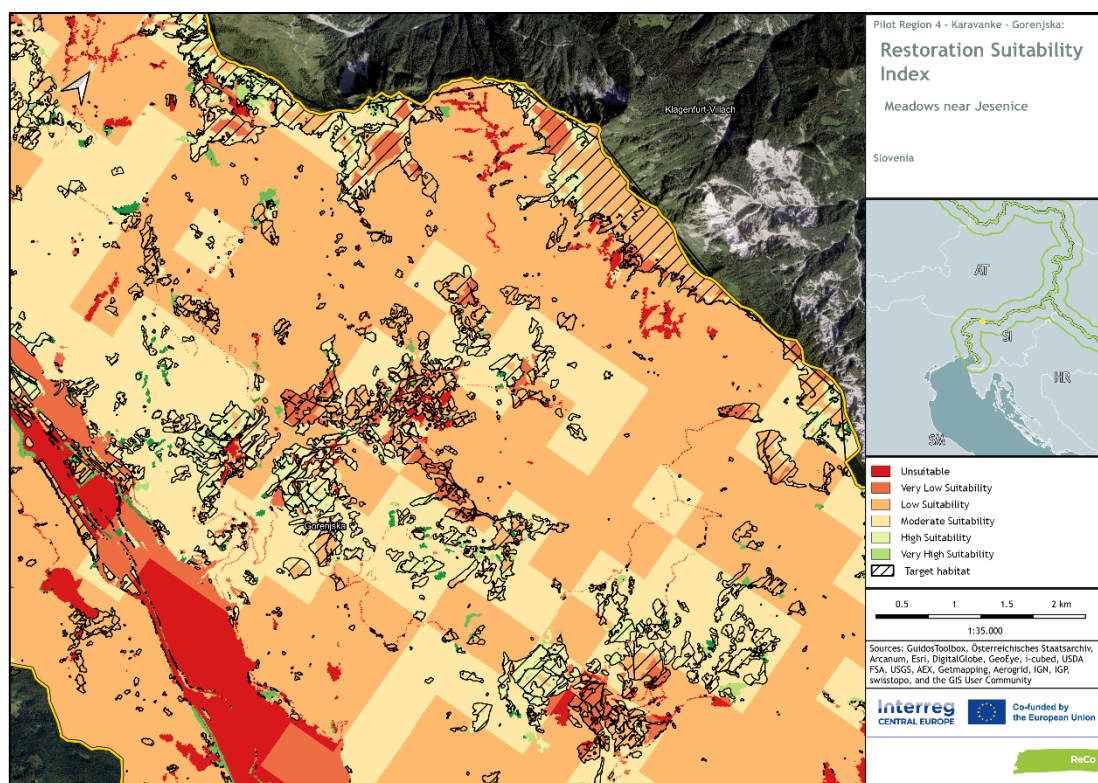 Pilot Region 4 - Karavanke - Gorenjska:
Restoration Suitability
Index
Meadows near Jesenice
Slovenia
Klagenfurt-Villach
Gorenjska
AT
SI
HR
SM
Unsuitable
Very Low Suitability
Low Suitability
Moderate Suitability
High Suitability
Very High Suitability
Target habitat
0.5 1 1.5 2 km
1:35.000
Sources: GuidosToolbox, Österreichisches Staatsarchiv,
Arcanum, Esri, DigitalGlobe, GeoEye, i-cubed, USDA
FSA, USGS, AEX, Getmapping, Aerogrid, IGN, IGP,
swisstopo, and the GIS User Community
Interreg
CENTRAL EUROPE
Co-funded by
the European Union
ReCo